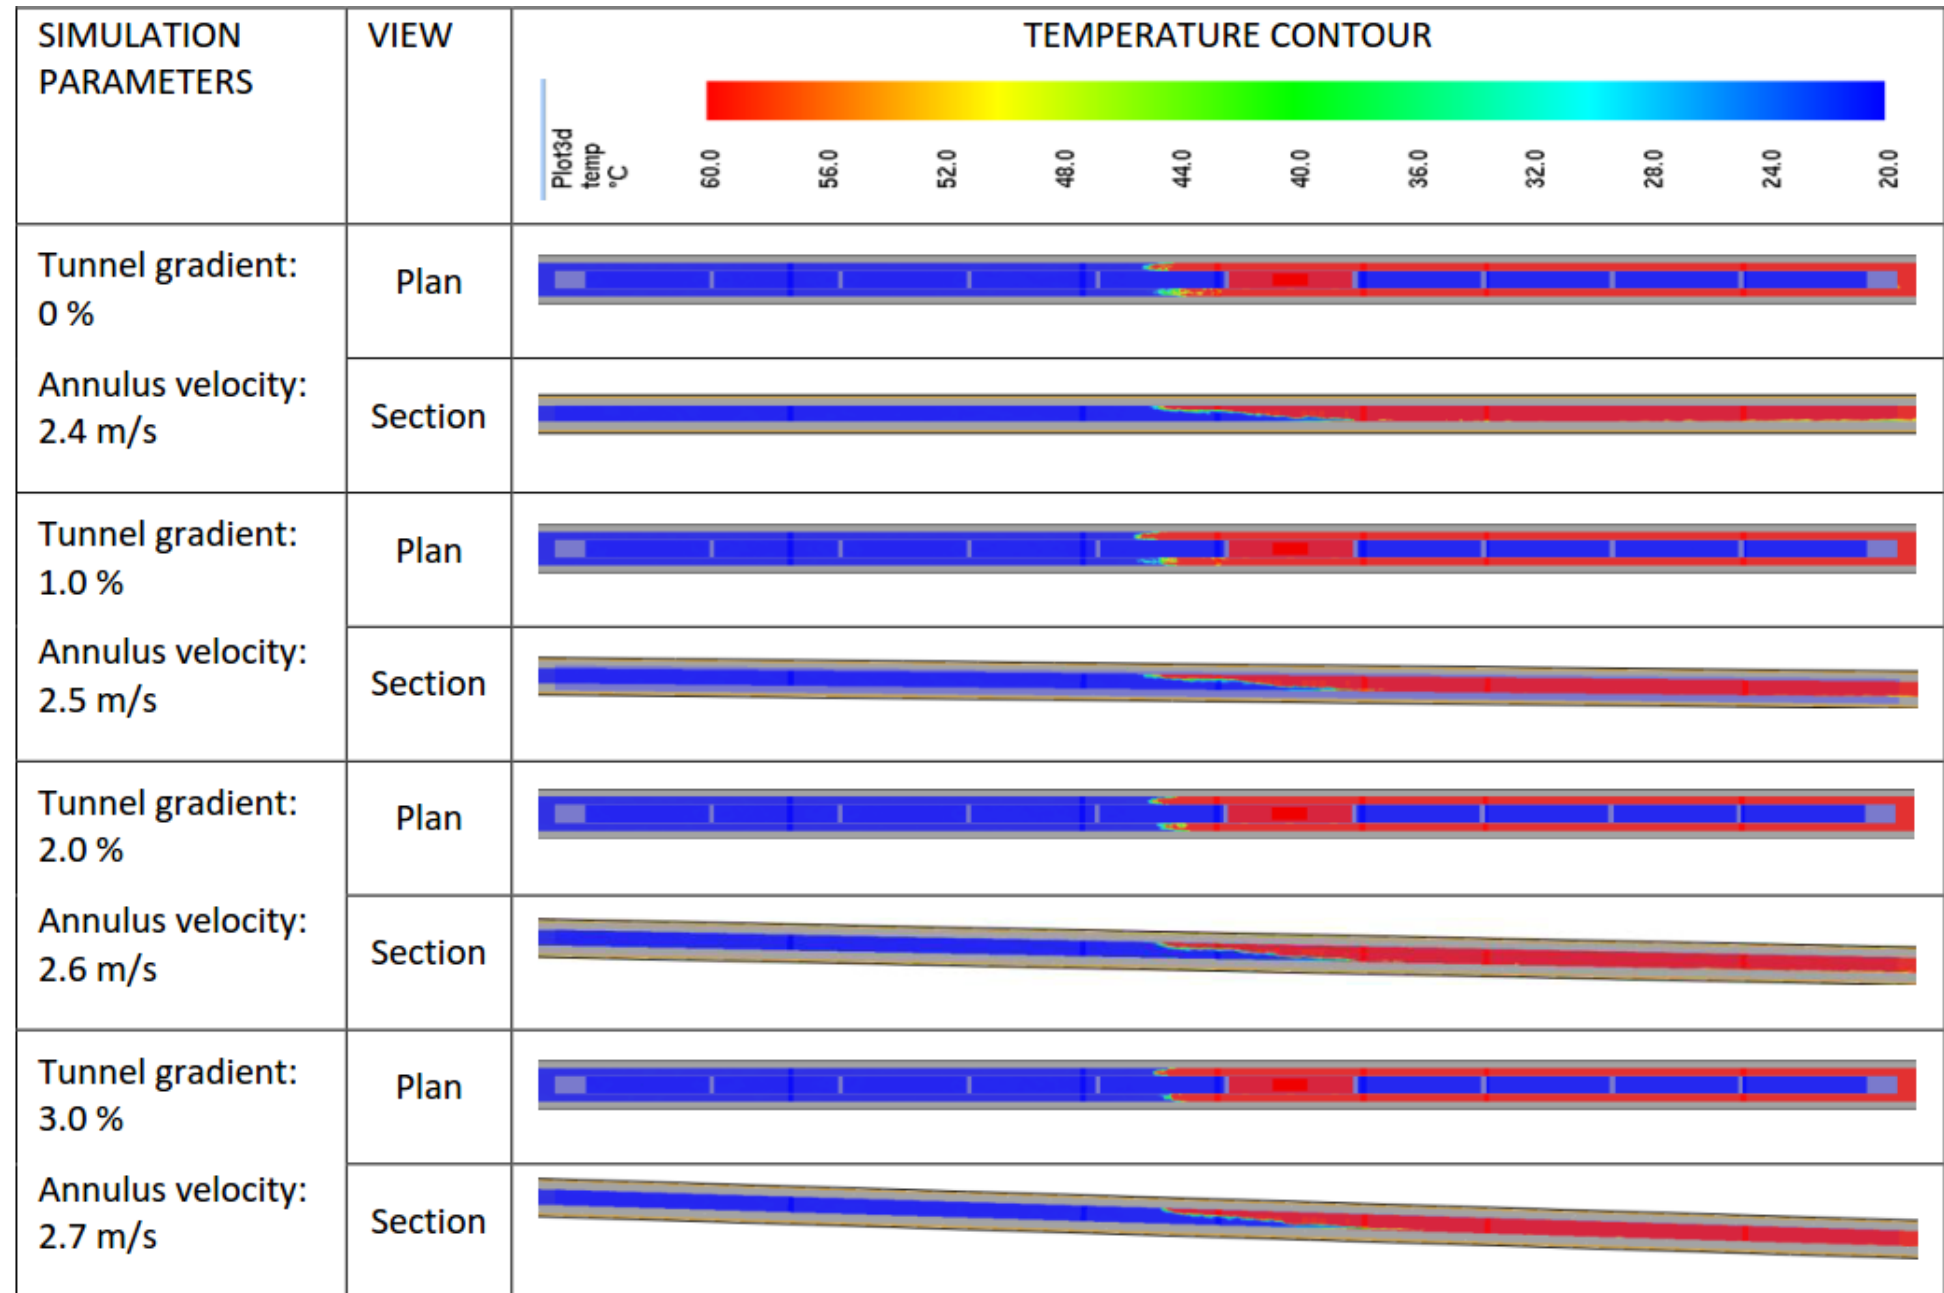 SIMULATION
PARAMETERS
VIEW
TEMPERATURE CONTOUR
Plot3d
temp
°C
60.0
56.0
52.0
48.0
44.0
40.0
36.0
32.0
28.0
24.0
20.0
Tunnel gradient:
0 %
Annulus velocity:
2.4 m/s
Plan
Section
Tunnel gradient:
1.0 %
Annulus velocity:
2.5 m/s
Plan
Section
Tunnel gradient:
2.0 %
Annulus velocity:
2.6 m/s
Plan
Section
Tunnel gradient:
3.0 %
Annulus velocity:
2.7 m/s
Plan
Section